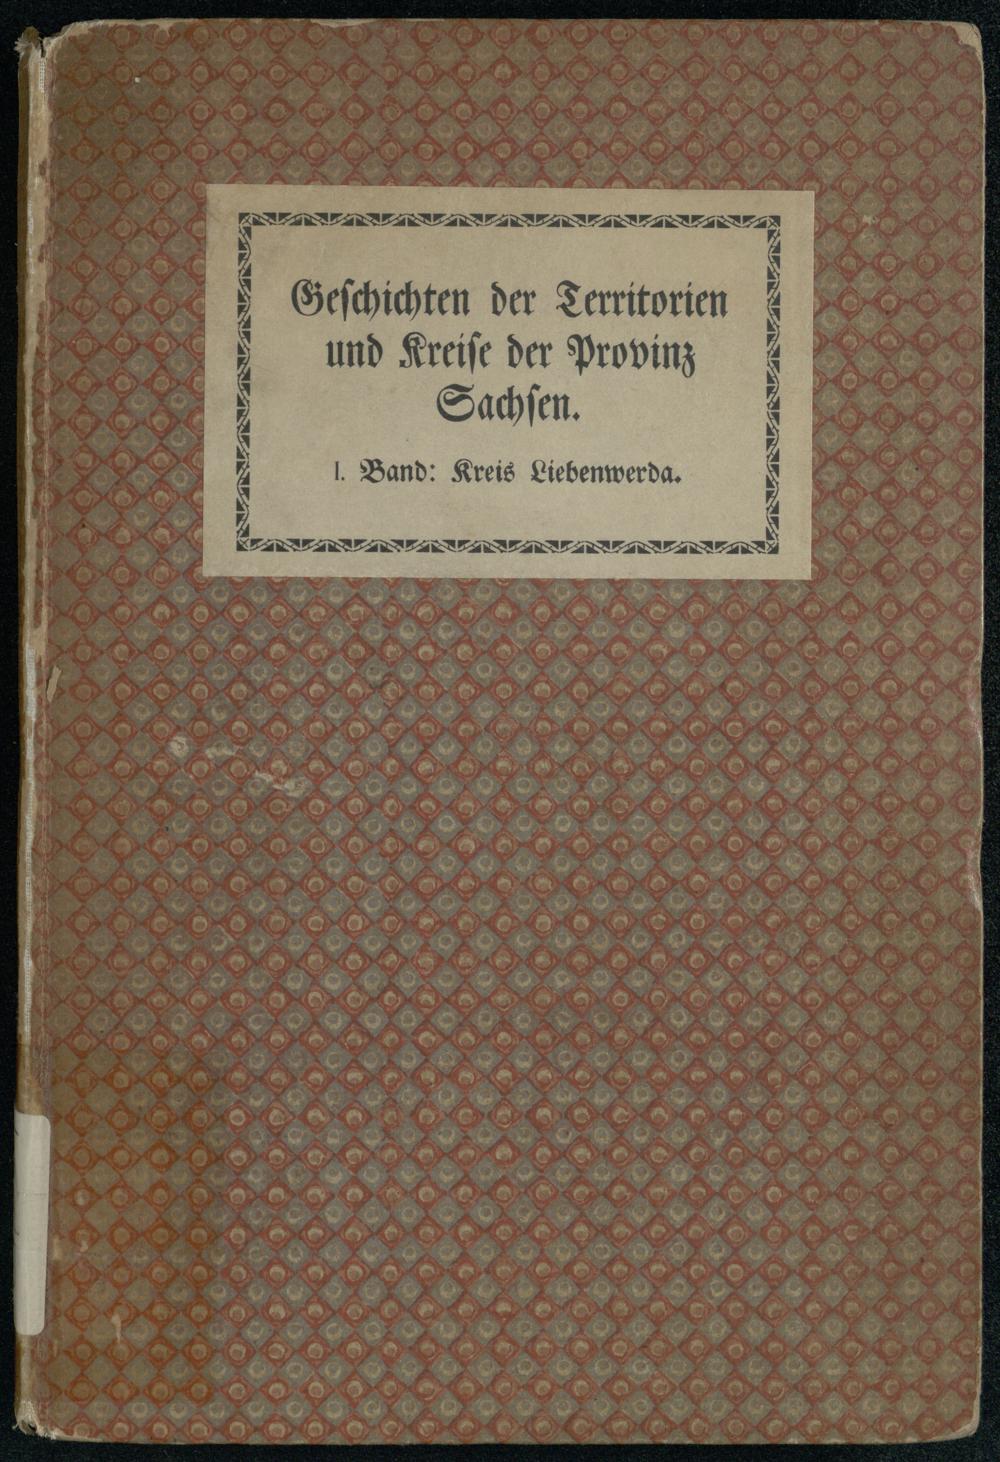 Geschichten der Territorien
und Kreise der Provinz
Sachsen.
I. Band: Kreis Liebenwerda.